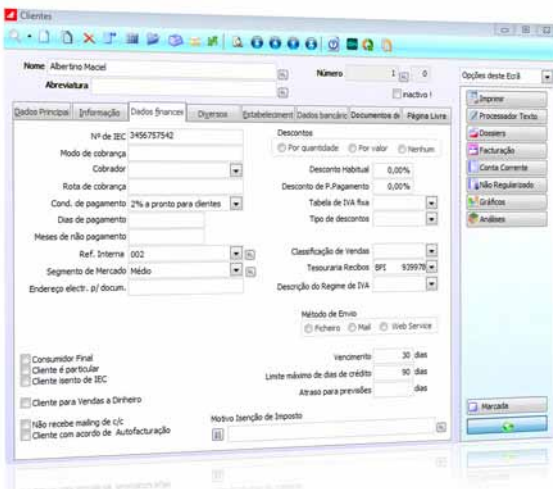 Clientes
Nome Albertino Maciel Número 1 0
Abreviatura Inactivo !
Opções deste Ecrã
Dados Principai Informação Dados financei Diversos Estabeleciment Dados bancáric Documentos de Página Livre
Nº de IEC 3456757542
Modo de cobrança
Cobrador
Rota de cobrança
Cond. de pagamento 2% a pronto para clientes
Dias de pagamento
Meses de não pagamento
Ref. Interna 002
Segmento de Mercado Médio
Endereço electr. p/ docum.
Descontos
Por quantidade Por valor Nenhum
Desconto Habitual 0,00%
Desconto de P.Pagamento 0,00%
Tabela de IVA fixa
Tipo de descontos
Classificação de Vendas
Tesouraria Recibos BPI 939978
Descrição do Regime de IVA
Método de Envio
Ficheiro Mail Web Service
Vencimento 30 dias
Limite máximo de dias de crédito 90 dias
Atraso para previsões dias
Consumidor Final
Cliente é particular
Cliente isento de IEC
Cliente para Vendas a Dinheiro
Não recebe mailing de c/c
Cliente com acordo de Autofacturação
Motivo Isenção de Imposto
Imprimir
Processador Texto
Dossiers
Facturação
Conta Corrente
Não Regularizado
Gráficos
Análises
Marcada